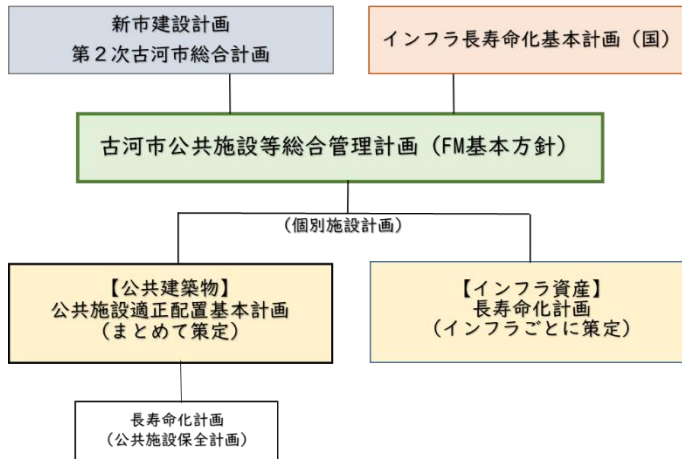 新市建設計画
第２次古河市総合計画
インフラ長寿命化基本計画（国）
古河市公共施設等総合管理計画（FM基本方針）
(個別施設計画)
【公共建築物】
公共施設適正配置基本計画
（まとめて策定）
【インフラ資産】
長寿命化計画
（インフラごとに策定）
長寿命化計画
（公共施設保全計画）